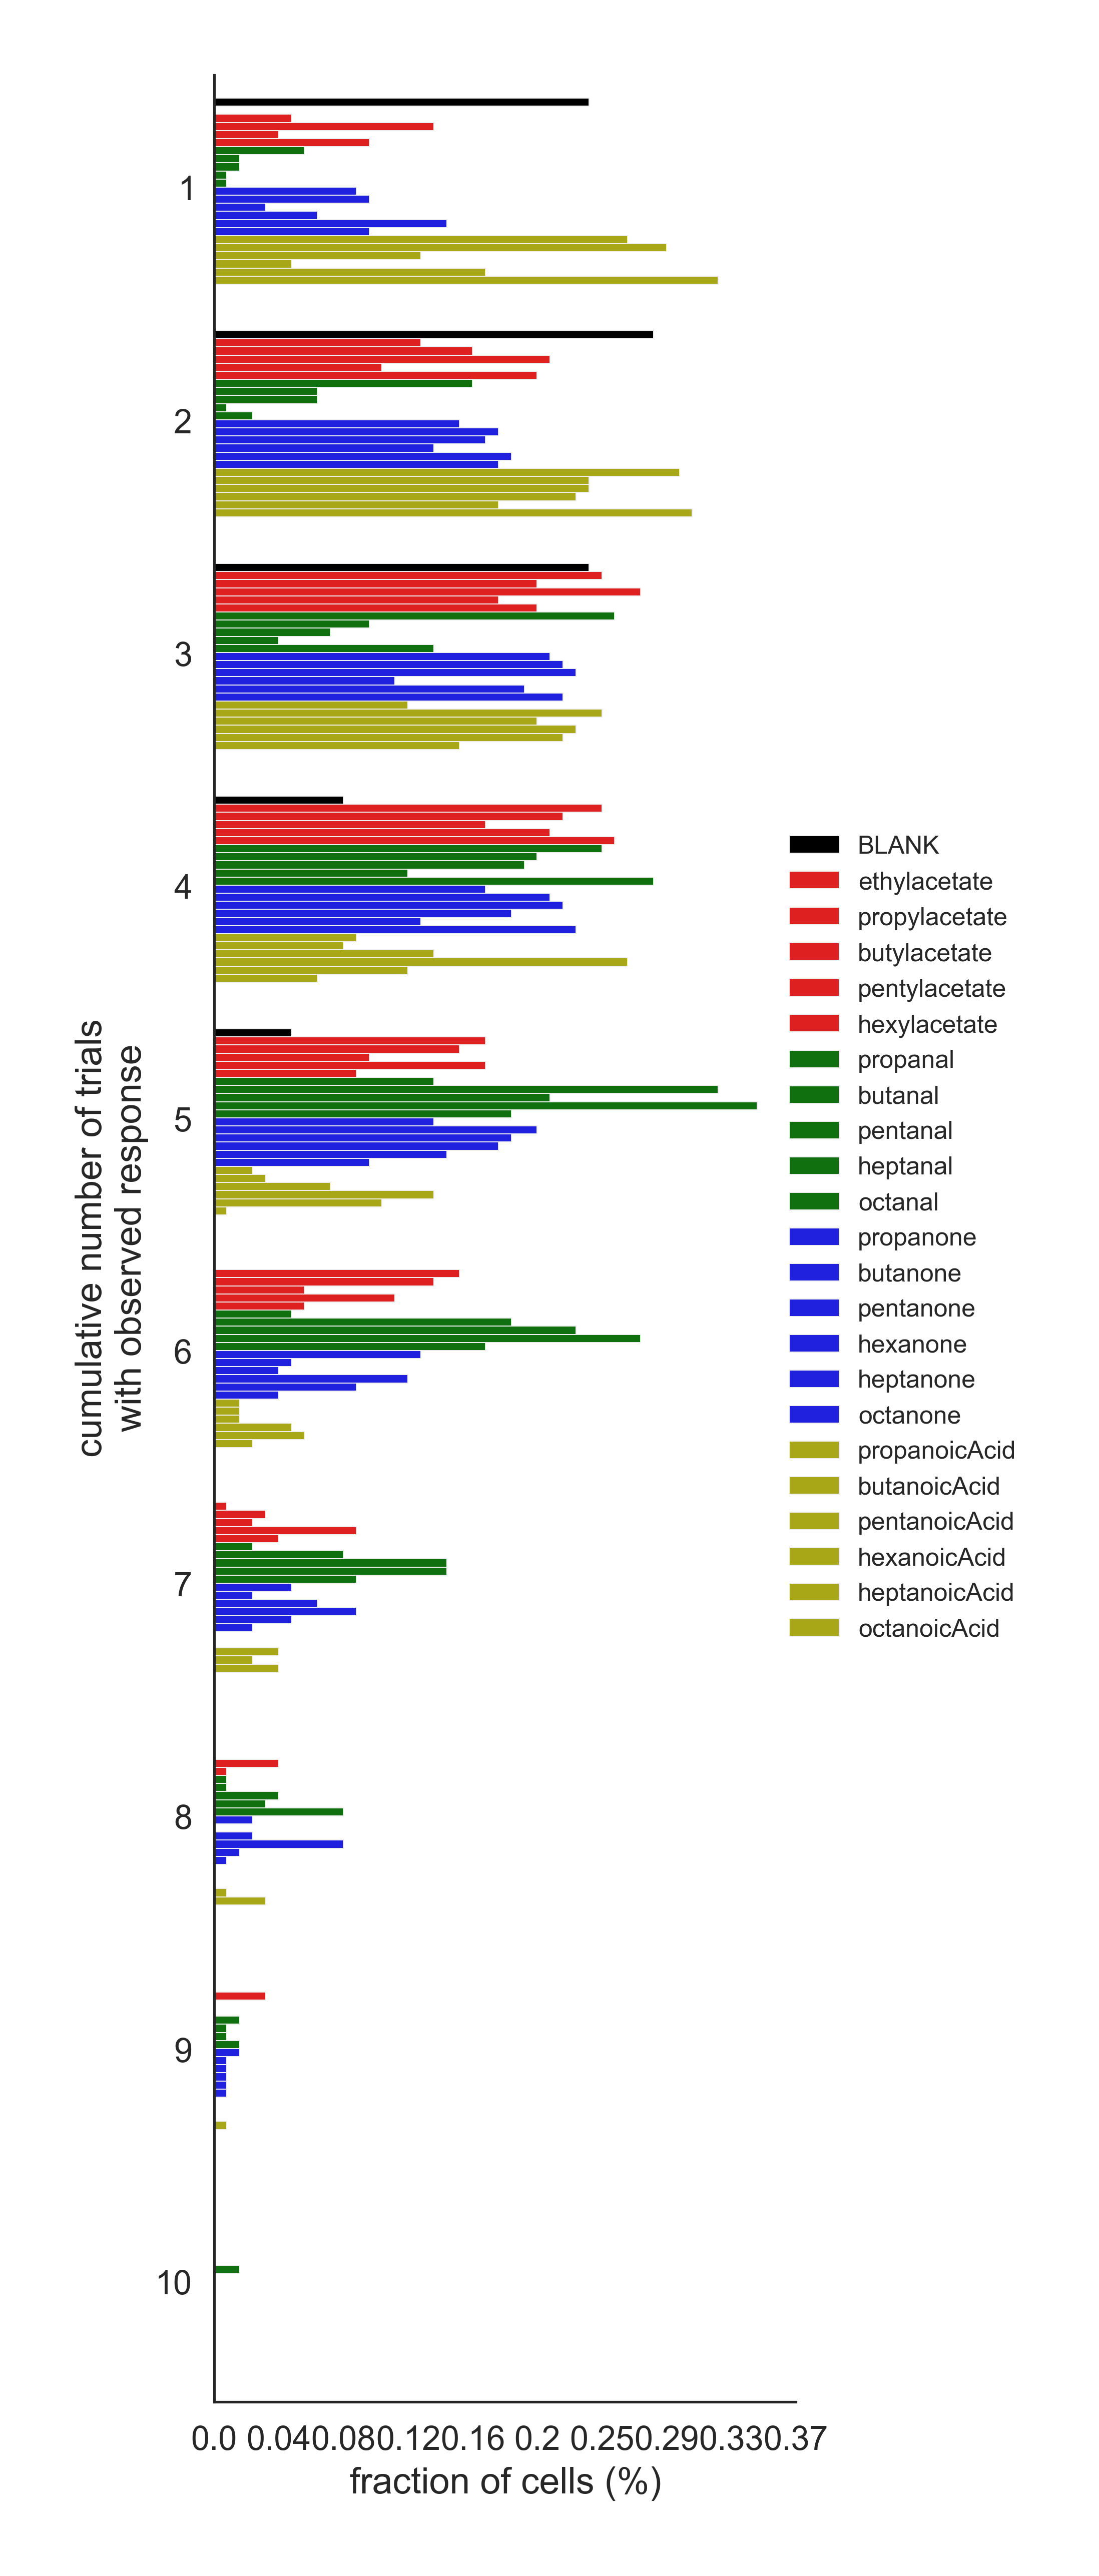 1
2
3
4
5
6
7
8
9
10
cumulative number of trials
with observed response
BLANK
ethylacetate
propylacetate
butylacetate
pentylacetate
hexylacetate
propanal
butanal
pentanal
heptanal
octanal
propanone
butanone
pentanone
hexanone
heptanone
octanone
propanoicAcid
butanoicAcid
pentanoicAcid
hexanoicAcid
heptanoicAcid
octanoicAcid
0.0 0.040.080.120.16 0.2 0.250.290.330.37
fraction of cells (%)